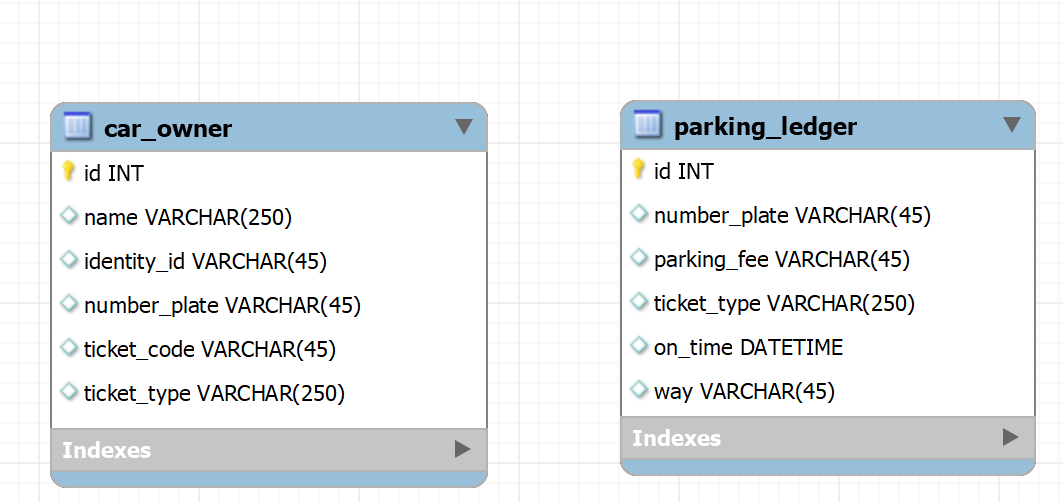 car_owner
id INT
name VARCHAR(250)
identity_id VARCHAR(45)
number_plate VARCHAR(45)
ticket_code VARCHAR(45)
ticket_type VARCHAR(250)
Indexes
parking_ledger
id INT
number_plate VARCHAR(45)
parking_fee VARCHAR(45)
ticket_type VARCHAR(250)
on_time DATETIME
way VARCHAR(45)
Indexes